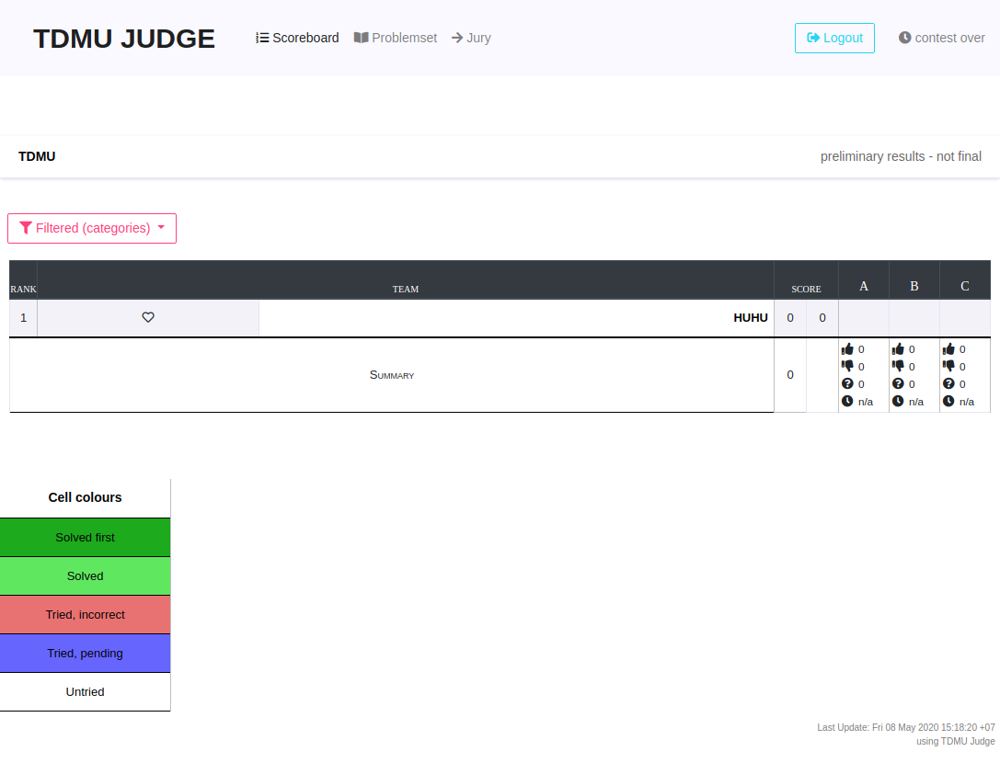 TDMU JUDGE Scoreboard Problemset Jury Logout contest over
TDMU preliminary results - not final
Filtered (categories)
RANK TEAM SCORE A B C
1 HUHU 0 0
Summary 0
0 0 0
0 0 0
0 0 0
n/a n/a n/a
Cell colours
Solved first
Solved
Tried, incorrect
Tried, pending
Untried
Last Update: Fri 08 May 2020 15:18:20 +07
using TDMU Judge